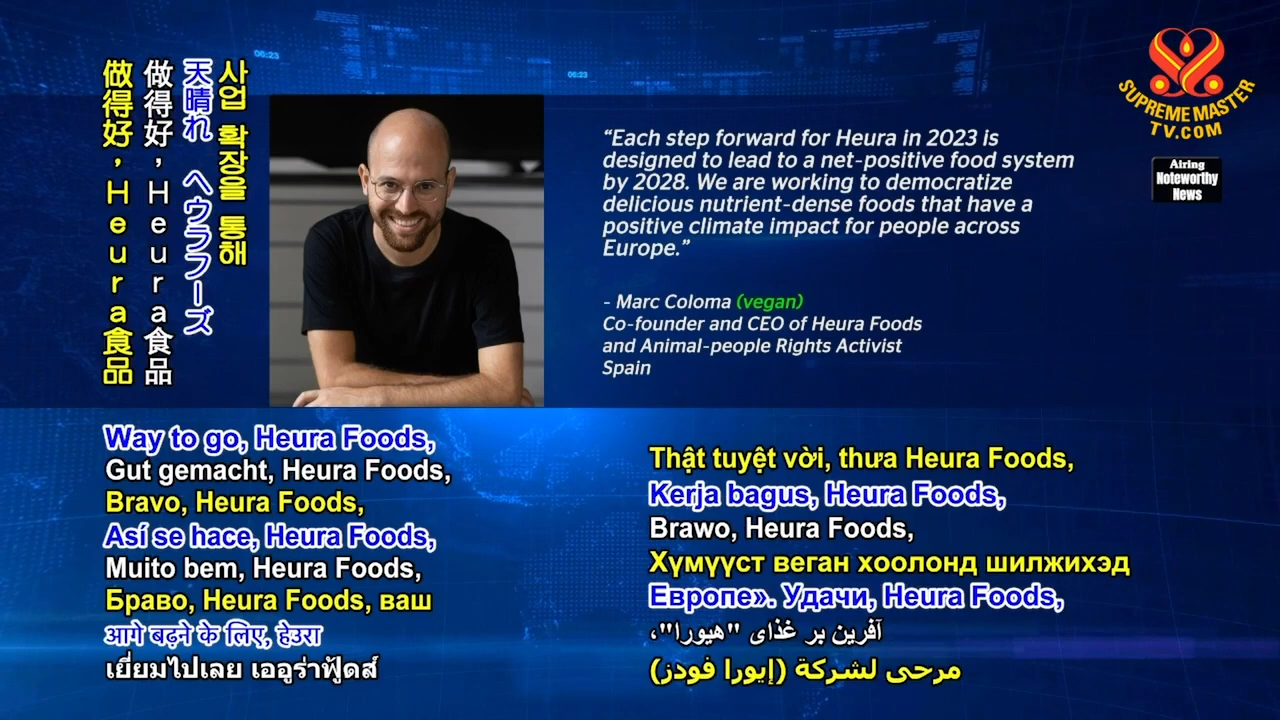 做得好，Heura食品
做得好，Heura食品
天晴れ　ヘウラフーズ
사업 확장을 통해
00:23
00:23
“Each step forward for Heura in 2023 is
designed to lead to a net-positive food system
by 2028. We are working to democratize
delicious nutrient-dense foods that have a
positive climate impact for people across
Europe.”
- Marc Coloma (vegan)
Co-founder and CEO of Heura Foods
and Animal-people Rights Activist
Spain
SUPREME MASTER
TV.COM
Airing
Noteworthy
News
Way to go, Heura Foods,
Gut gemacht, Heura Foods,
Bravo, Heura Foods,
Así se hace, Heura Foods,
Muito bem, Heura Foods,
Браво, Heura Foods, ваш
आगे बढ़ने के लिए, हेउरा
เยี่ยมไปเลย เออูร่าฟู้ดส์
Thật tuyệt vời, thưa Heura Foods,
Kerja bagus, Heura Foods,
Brawo, Heura Foods,
Хүмүүст веган хоолонд шилжихэд
Европе». Удачи, Heura Foods,
آفرین بر غذای "هیورا"،
مرحى لشركة (إيورا فودز)